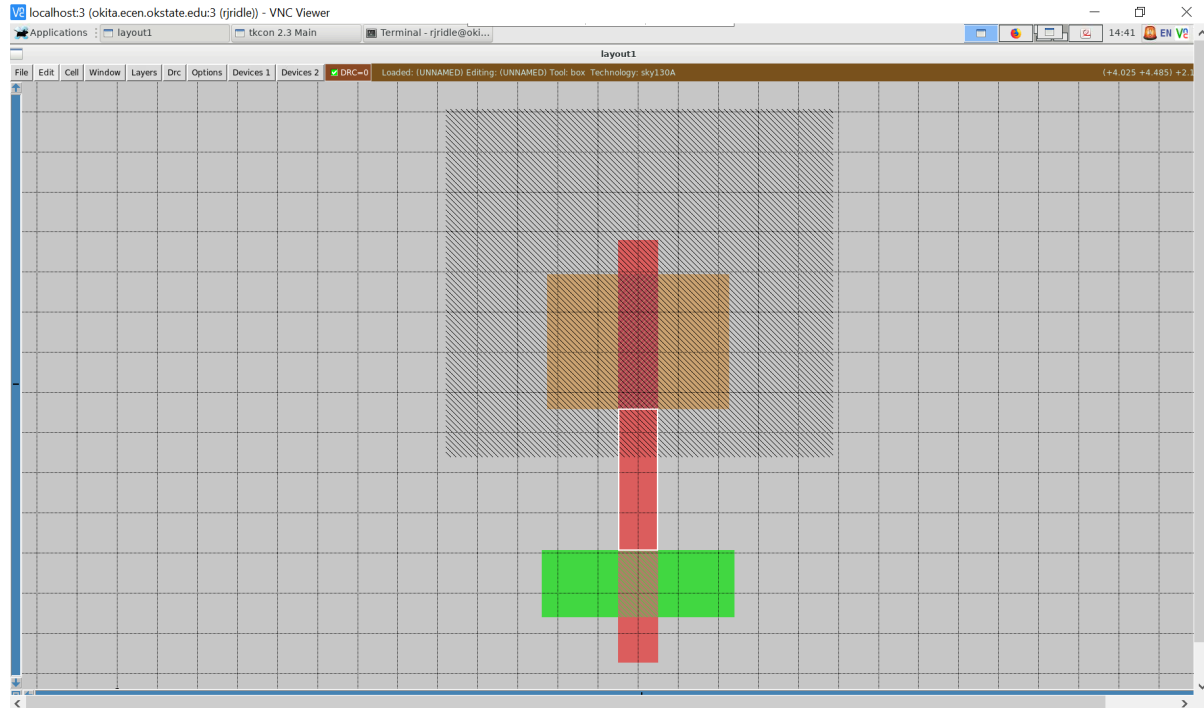 localhost:3 (okita.ecen.okstate.edu:3 (rjridle)) - VNC Viewer
Applications : layout1 tkcon 2.3 Main Terminal - rjridle@oki... 14:41 EN
layout1
File Edit Cell Window Layers Drc Options Devices 1 Devices 2 DRC=0 Loaded: (UNNAMED) Editing: (UNNAMED) Tool: box Technology: sky130A (+4.025 +4.485) +2.1